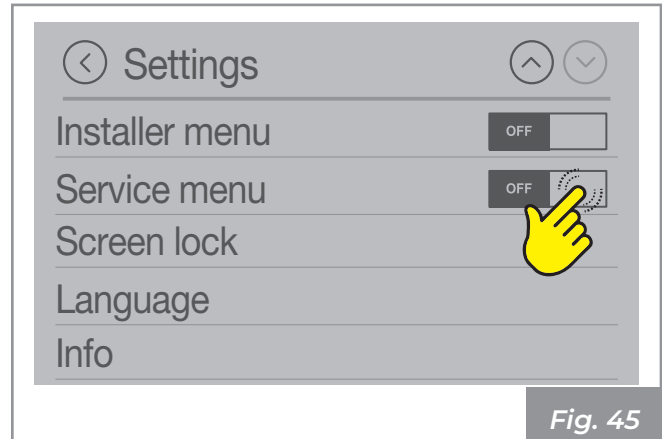 Settings
Installer menu OFF
Service menu OFF
Screen lock
Language
Info
Fig. 45